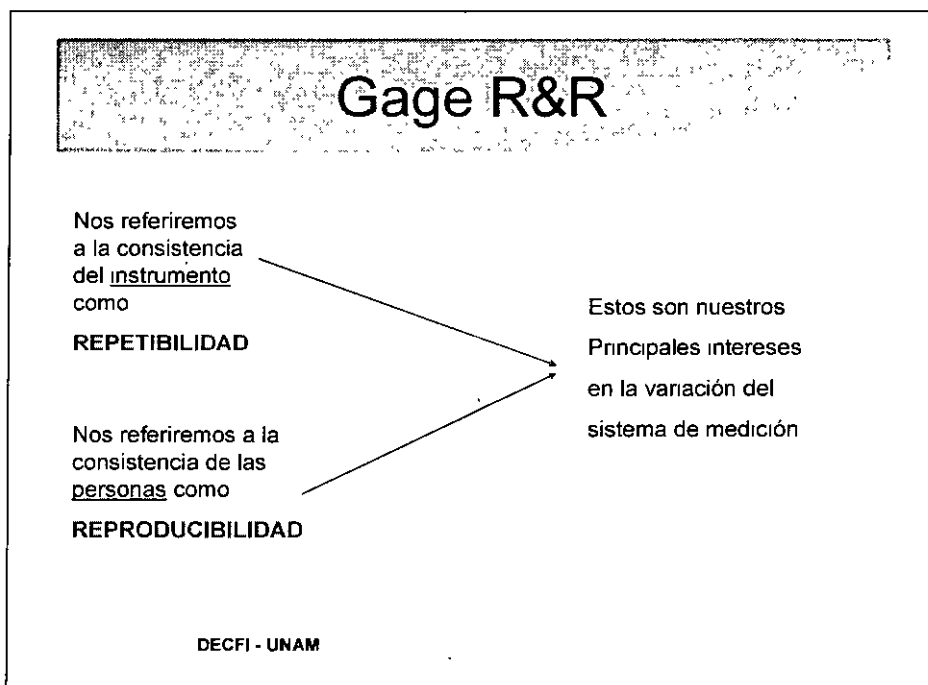 Gage R&R
Nos referiremos
a la consistencia
del instrumento
como
REPETIBILIDAD
Nos referiremos a la
consistencia de las
personas como
REPRODUCIBILIDAD
Estos son nuestros
Principales intereses
en la variación del
sistema de medición
DECFI - UNAM